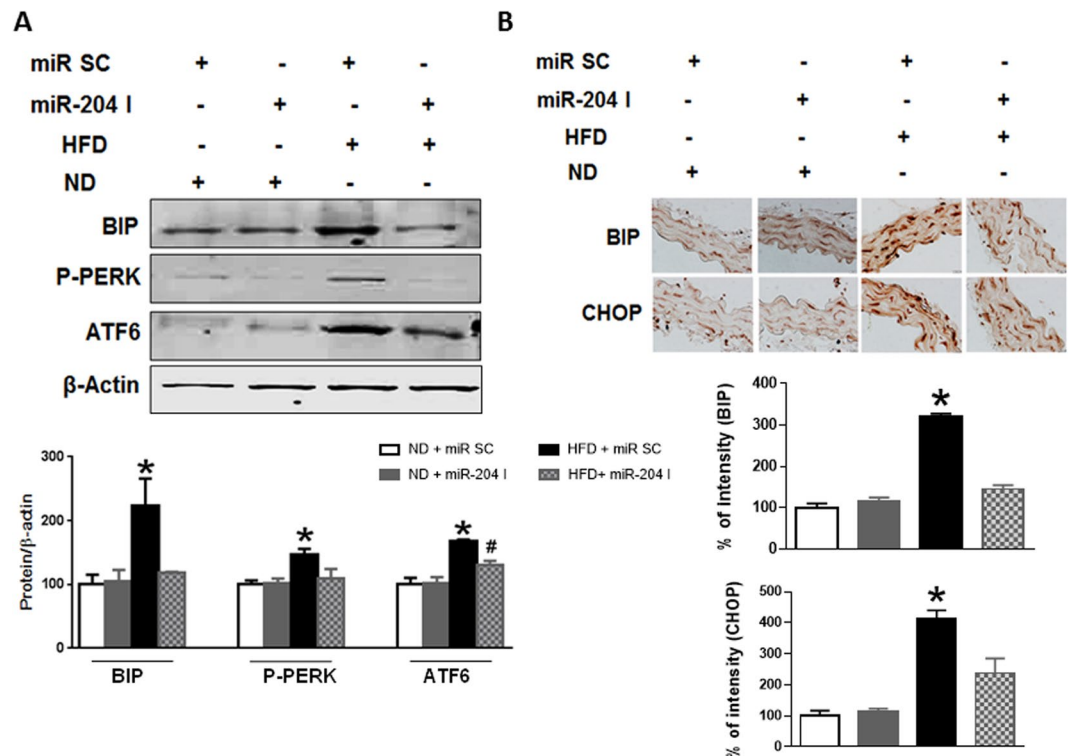 A
miR SC + - + -
miR-204 I - + - +
HFD - - + +
ND + + - -
BIP
P-PERK
ATF6
β-Actin
ND + miR SC
HFD + miR SC
ND + miR-204 I
HFD+ miR-204 I
Protein/β-actin
300
200
100
0
*
*
*
#
BIP P-PERK ATF6
B
miR SC + - + -
miR-204 I - + - +
HFD - - + +
ND + + - -
BIP
CHOP
% of intensity (BIP)
400
300
200
100
0
*
% of intensity (CHOP)
500
400
300
200
100
0
*